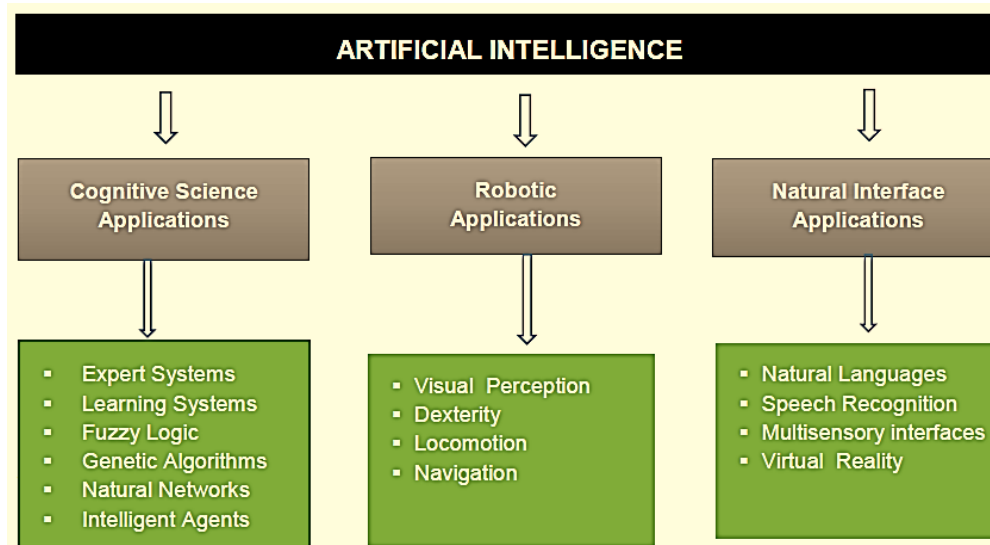 ARTIFICIAL INTELLIGENCE
Cognitive Science
Applications
Robotic
Applications
Natural Interface
Applications
▪ Expert Systems
▪ Learning Systems
▪ Fuzzy Logic
▪ Genetic Algorithms
▪ Natural Networks
▪ Intelligent Agents
▪ Visual Perception
▪ Dexterity
▪ Locomotion
▪ Navigation
▪ Natural Languages
▪ Speech Recognition
▪ Multisensory interfaces
▪ Virtual Reality